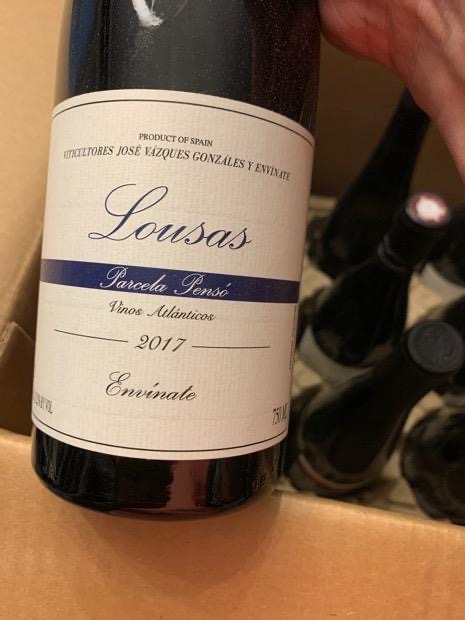 PRODUCT OF SPAIN
VITICULTORES JOSÉ VÁZQUES GONZÁLES Y ENVÍNATE
Lousas
Parcela Pensó
Vinos Atlánticos
2017
Envínate
750 ML